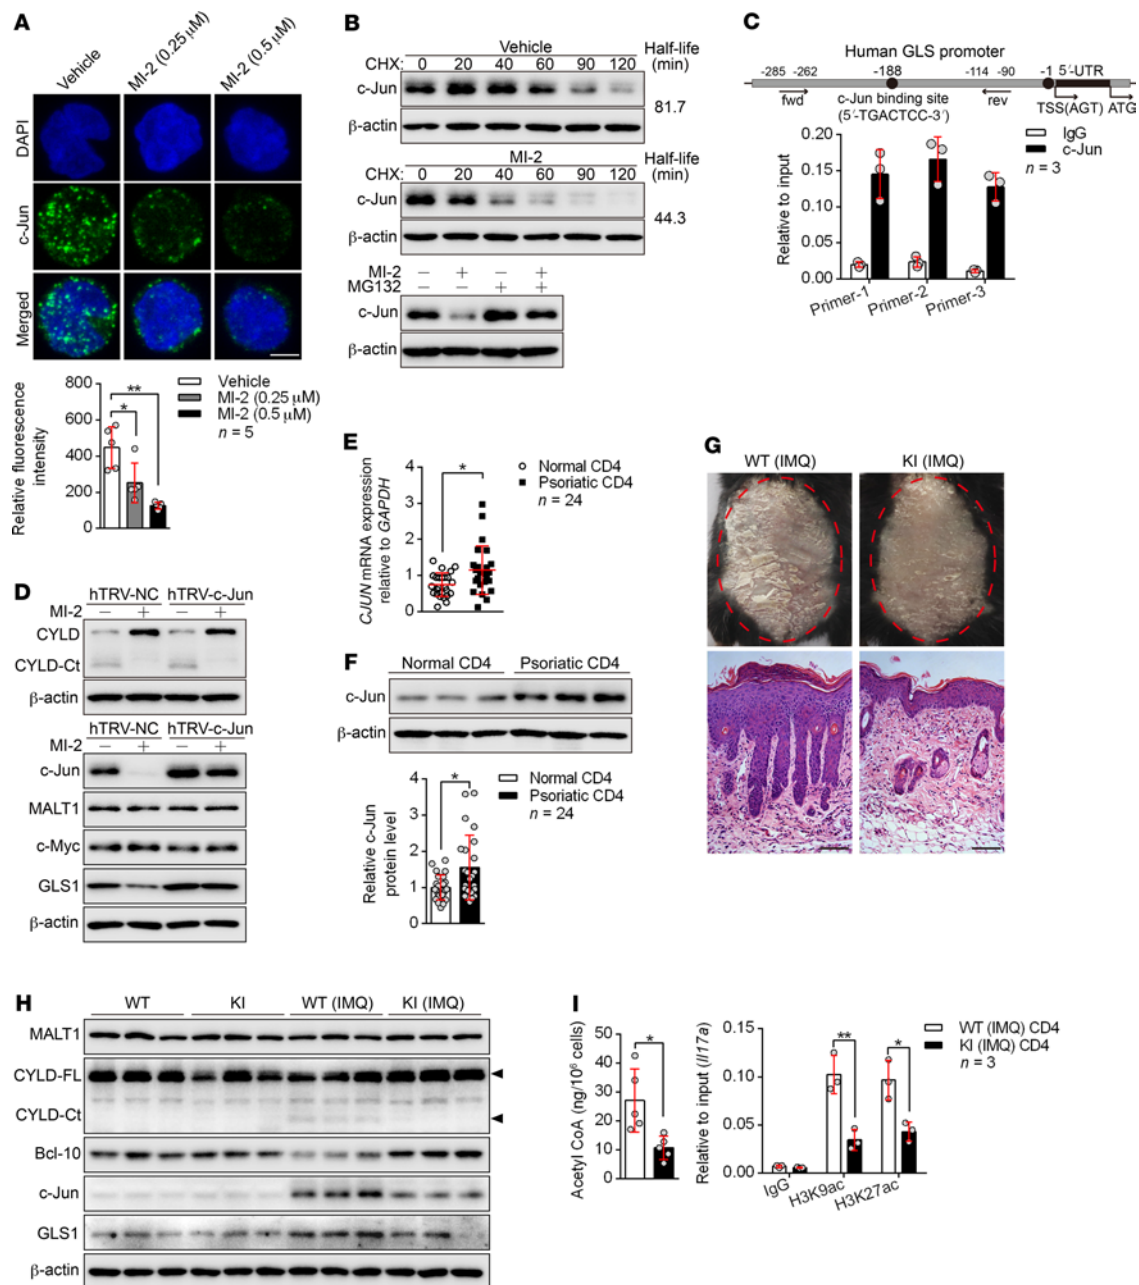 A
Vehicle
MI-2 (0.25 μM)
MI-2 (0.5 μM)
DAPI
c-Jun
Merged
Relative fluorescence intensity
800
600
400
200
0
**
*
Vehicle
MI-2 (0.25 μM)
MI-2 (0.5 μM)
n = 5
B
Vehicle
Half-life (min)
CHX: 0 20 40 60 90 120
c-Jun
81.7
β-actin
MI-2
Half-life (min)
CHX: 0 20 40 60 90 120
c-Jun
44.3
β-actin
MI-2 − + − +
MG132 − − + +
c-Jun
β-actin
C
Human GLS promoter
-285 -262 -188 -114 -90 -1 5′-UTR
fwd
c-Jun binding site
(5′-TGACTCC-3′)
rev
TSS(AGT) ATG
Relative to input
0.20
0.15
0.10
0.05
0.00
Primer-1 Primer-2 Primer-3
IgG
c-Jun
n = 3
D
hTRV-NC hTRV-c-Jun
MI-2 − + − +
CYLD
CYLD-Ct
β-actin
hTRV-NC hTRV-c-Jun
MI-2 − + − +
c-Jun
MALT1
c-Myc
GLS1
β-actin
E
CJUN mRNA expression
relative to GAPDH
4
3
2
1
0
*
Normal CD4
Psoriatic CD4
n = 24
F
Normal CD4 Psoriatic CD4
c-Jun
β-actin
Relative c-Jun
protein level
4
3
2
1
0
*
Normal CD4
Psoriatic CD4
n = 24
G
WT (IMQ) KI (IMQ)
H
WT KI WT (IMQ) KI (IMQ)
MALT1
CYLD-FL
CYLD-Ct
Bcl-10
c-Jun
GLS1
β-actin
I
Acetyl CoA (ng/10⁶ cells)
50
40
30
20
10
0
*
Relative to input (Il17a)
0.15
0.10
0.05
0.00
**
*
IgG H3K9ac H3K27ac
WT (IMQ) CD4
KI (IMQ) CD4
n = 3